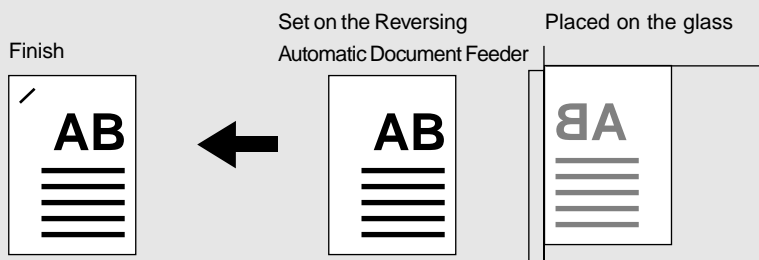 Finish
Set on the Reversing
Automatic Document Feeder
Placed on the glass
AB
AB
AB